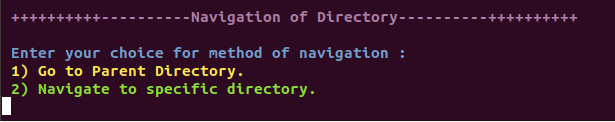 ++++++++++----------Navigation of Directory----------++++++++++
Enter your choice for method of navigation :
1) Go to Parent Directory.
2) Navigate to specific directory.